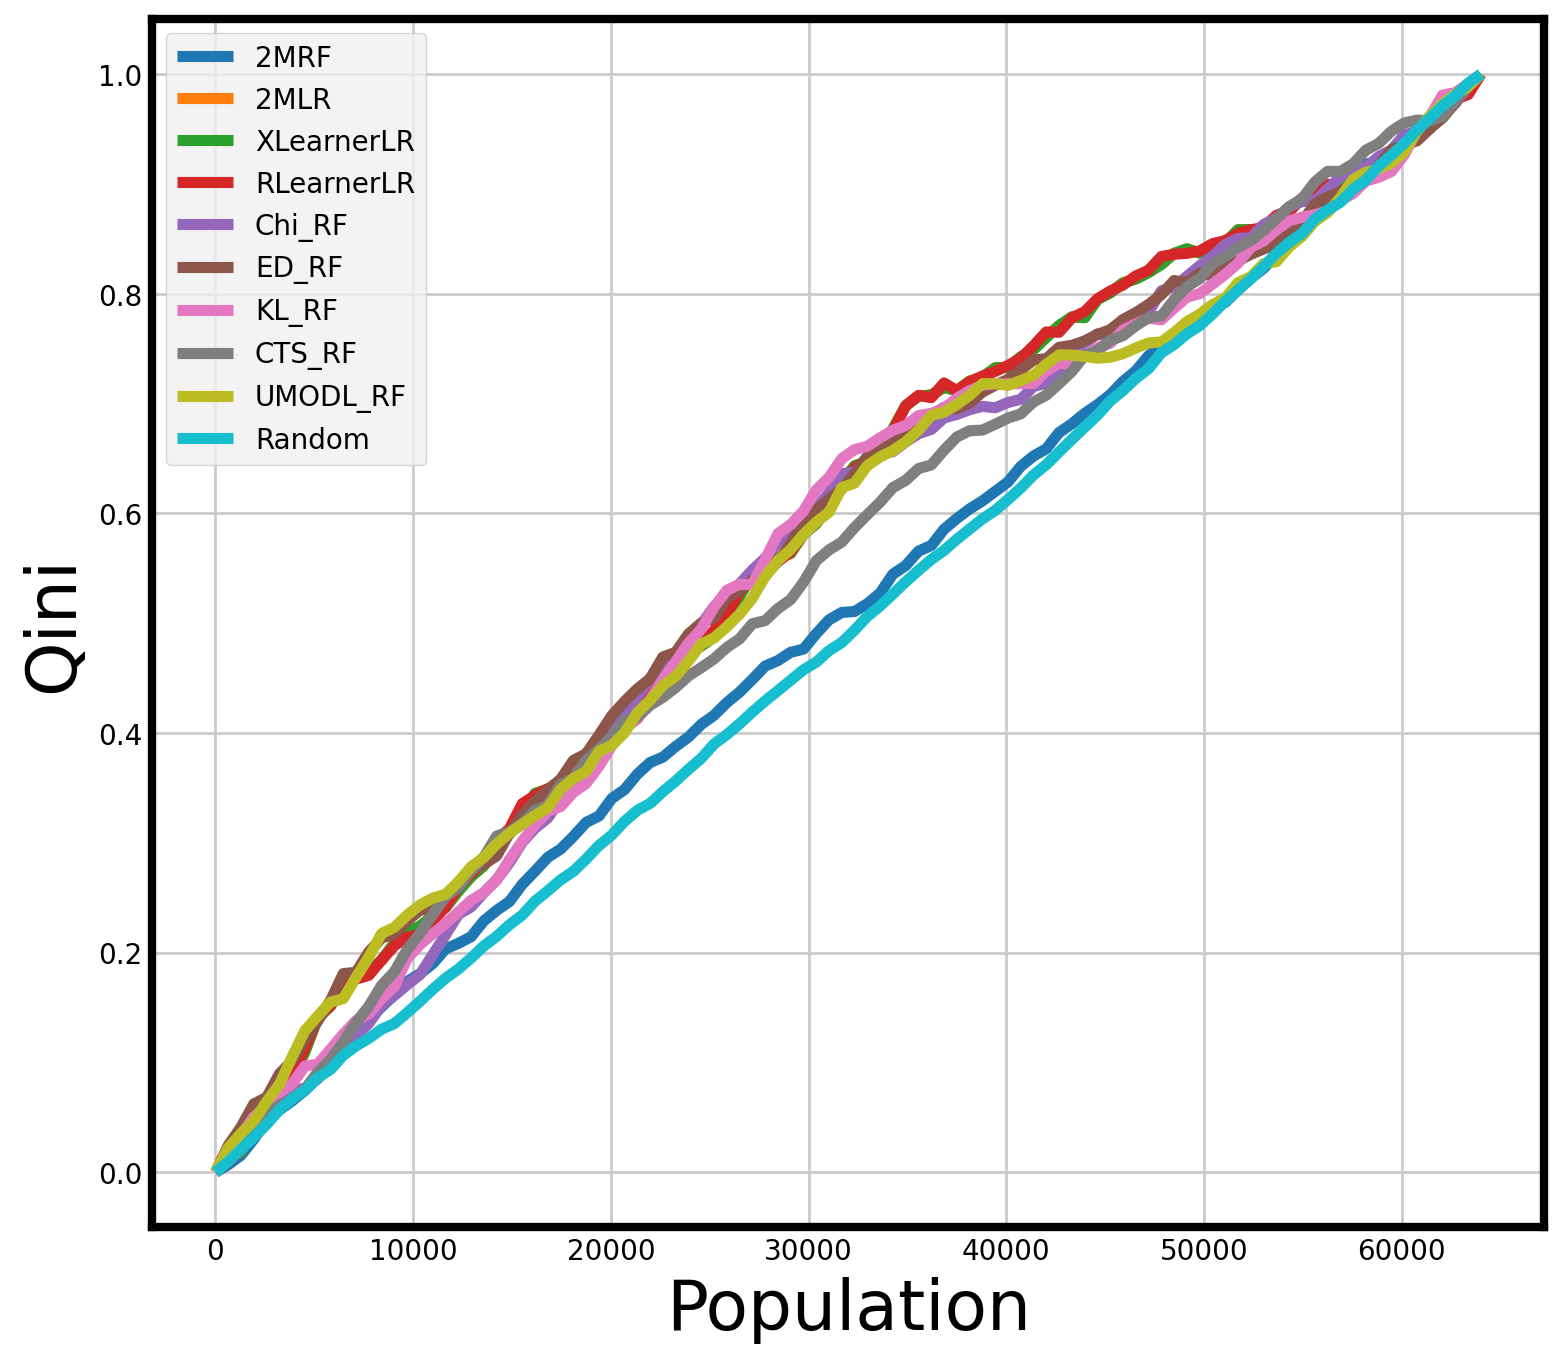 2MRF
2MLR
XLearnerLR
RLearnerLR
Chi_RF
ED_RF
KL_RF
CTS_RF
UMODL_RF
Random
1.0
0.8
0.6
0.4
0.2
0.0
Qini
0 10000 20000 30000 40000 50000 60000
Population